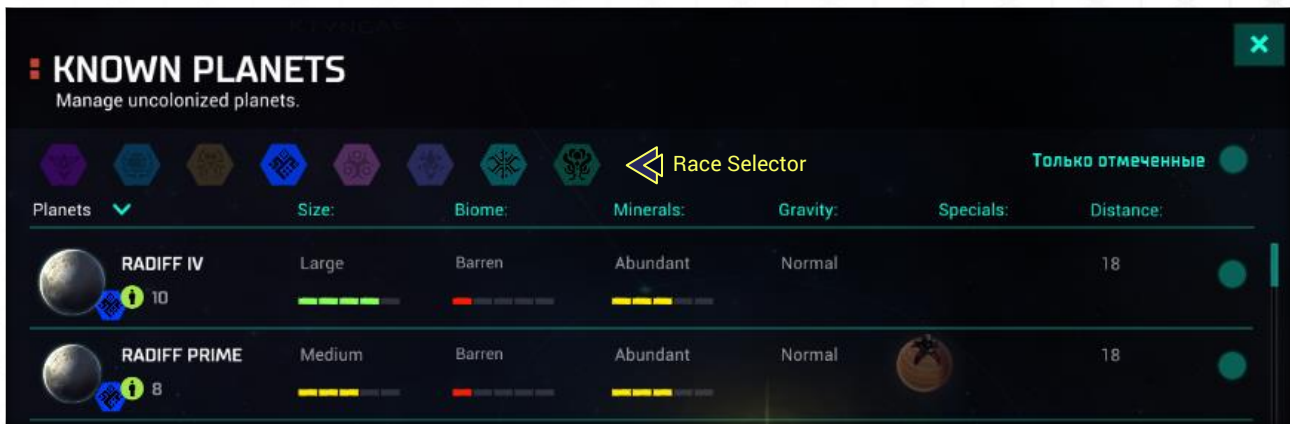 KNOWN PLANETS
Manage uncolonized planets.
Race Selector
Только отмеченные
Planets Size: Biome: Minerals: Gravity: Specials: Distance:
RADIFF IV Large Barren Abundant Normal 18
10
RADIFF PRIME Medium Barren Abundant Normal 18
8